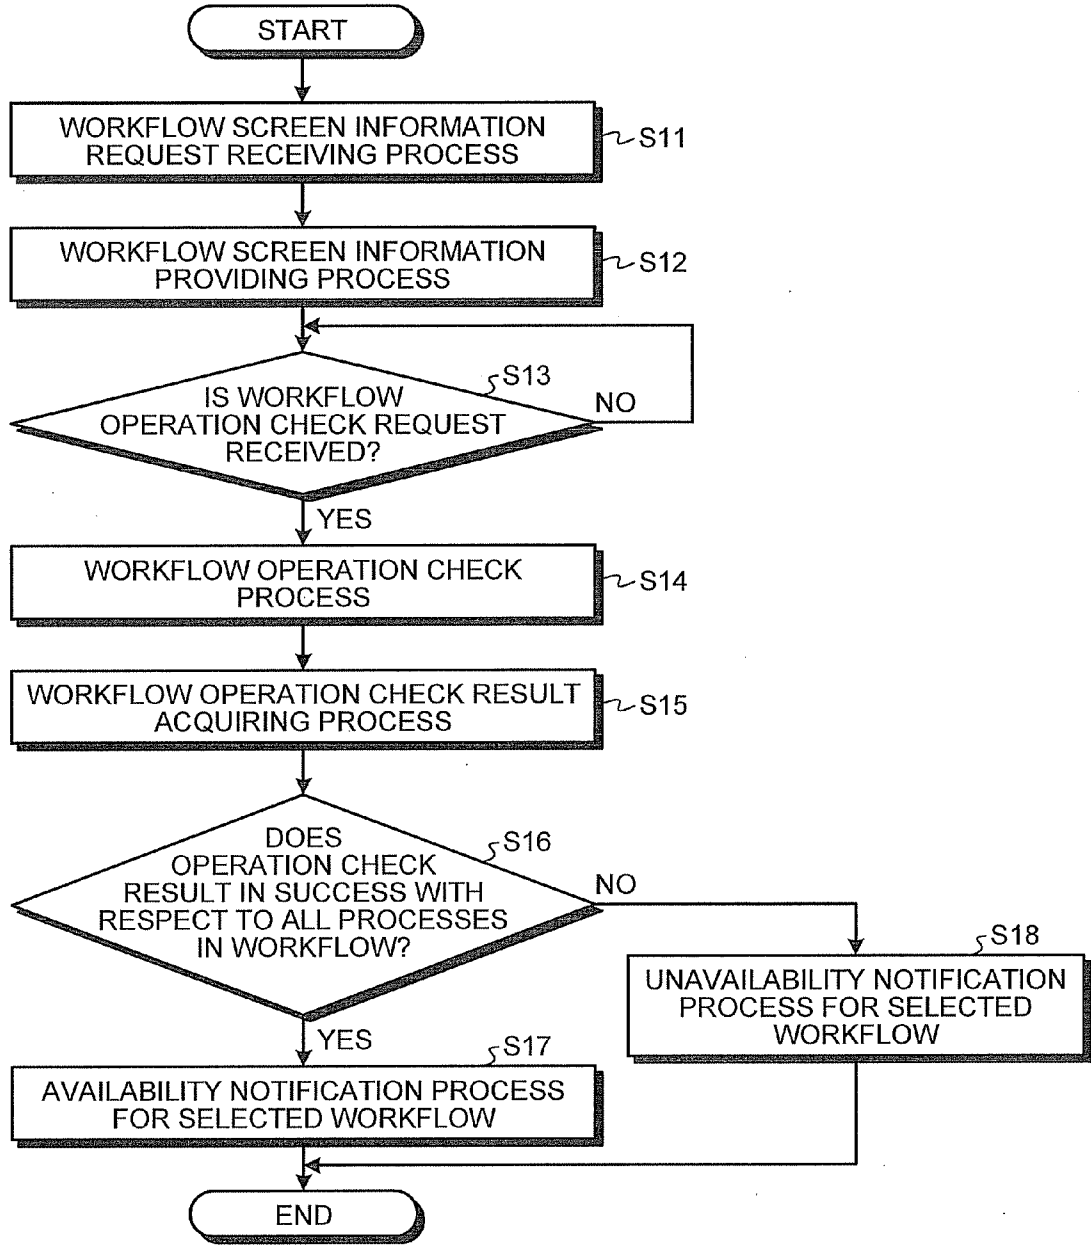 START
WORKFLOW SCREEN INFORMATION
REQUEST RECEIVING PROCESS
S11
WORKFLOW SCREEN INFORMATION
PROVIDING PROCESS
S12
S13
IS WORKFLOW
OPERATION CHECK REQUEST
RECEIVED?
NO
YES
WORKFLOW OPERATION CHECK
PROCESS
S14
WORKFLOW OPERATION CHECK RESULT
ACQUIRING PROCESS
S15
S16
DOES
OPERATION CHECK
RESULT IN SUCCESS WITH
RESPECT TO ALL PROCESSES
IN WORKFLOW?
NO
S18
UNAVAILABILITY NOTIFICATION
PROCESS FOR SELECTED
WORKFLOW
YES
S17
AVAILABILITY NOTIFICATION PROCESS
FOR SELECTED WORKFLOW
END